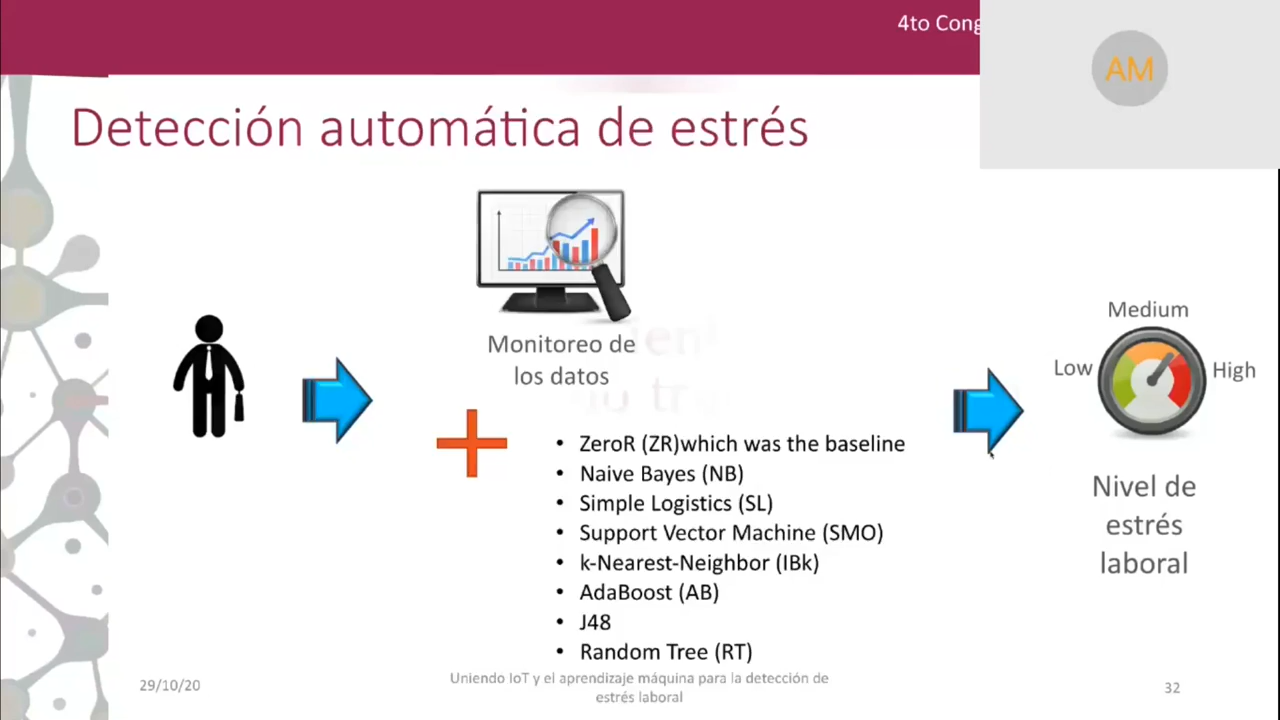 4to Cong
AM
Detección automática de estrés
Monitoreo de
los datos
Medium
Low
High
• ZeroR (ZR)which was the baseline
• Naive Bayes (NB)
• Simple Logistics (SL)
• Support Vector Machine (SMO)
• k-Nearest-Neighbor (IBk)
• AdaBoost (AB)
• J48
• Random Tree (RT)
Nivel de
estrés
laboral
29/10/20
Uniendo IoT y el aprendizaje máquina para la detección de
estrés laboral
32